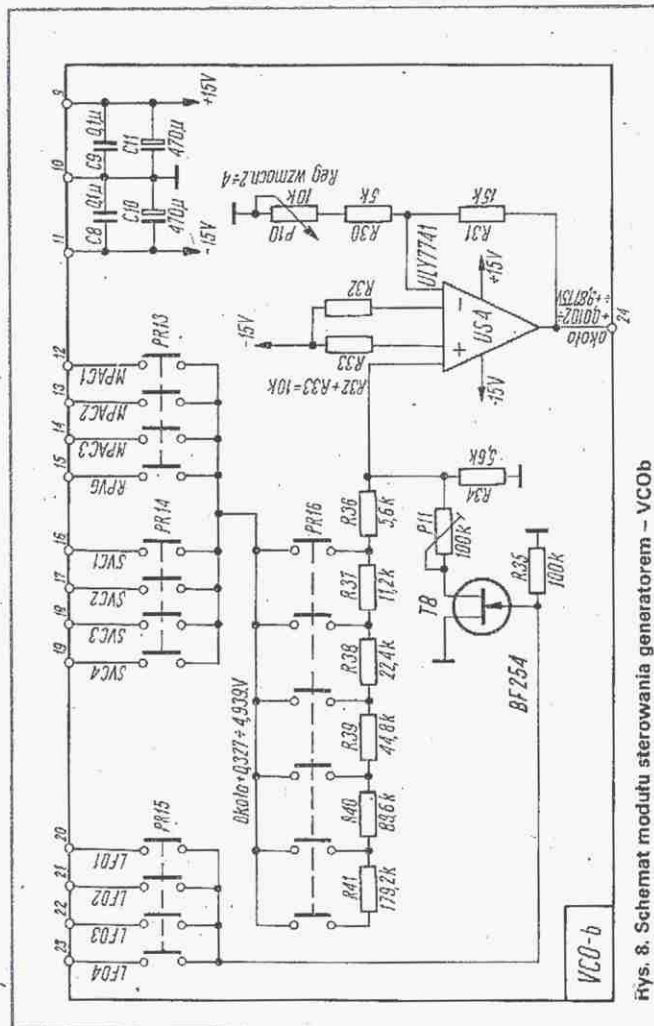 9
10
11
12
13
14
15
16
17
18
19
20
21
22
23
C9
0,1µ
C8
0,1µ
C11
470µ
C10
470µ
+15V
-15V
PR13
MPAC1
MPAC2
MPAC3
RPVG
PR14
SVC1
SVC2
SVC3
SVC4
PR15
LFO1
LFO2
LFO3
LFO4
P10
10k
Reg wzmocn.2÷4
R30
5k
R31
15k
ULY7741
US4
-
+
+15V
-15V
-15V
R32
R33
R32+R33=10k
około
+0,0102÷
÷+9,8775V
24
około+0,327÷4,939V
PR16
R36
5,6k
R37
11,2k
R38
22,4k
R39
44,8k
R40
89,6k
R41
179,2k
P11
100k
R34
5,6k
T8
BF254
R35
100k
VCO-b
Rys. 8. Schemat modułu sterowania generatorem – VCOb